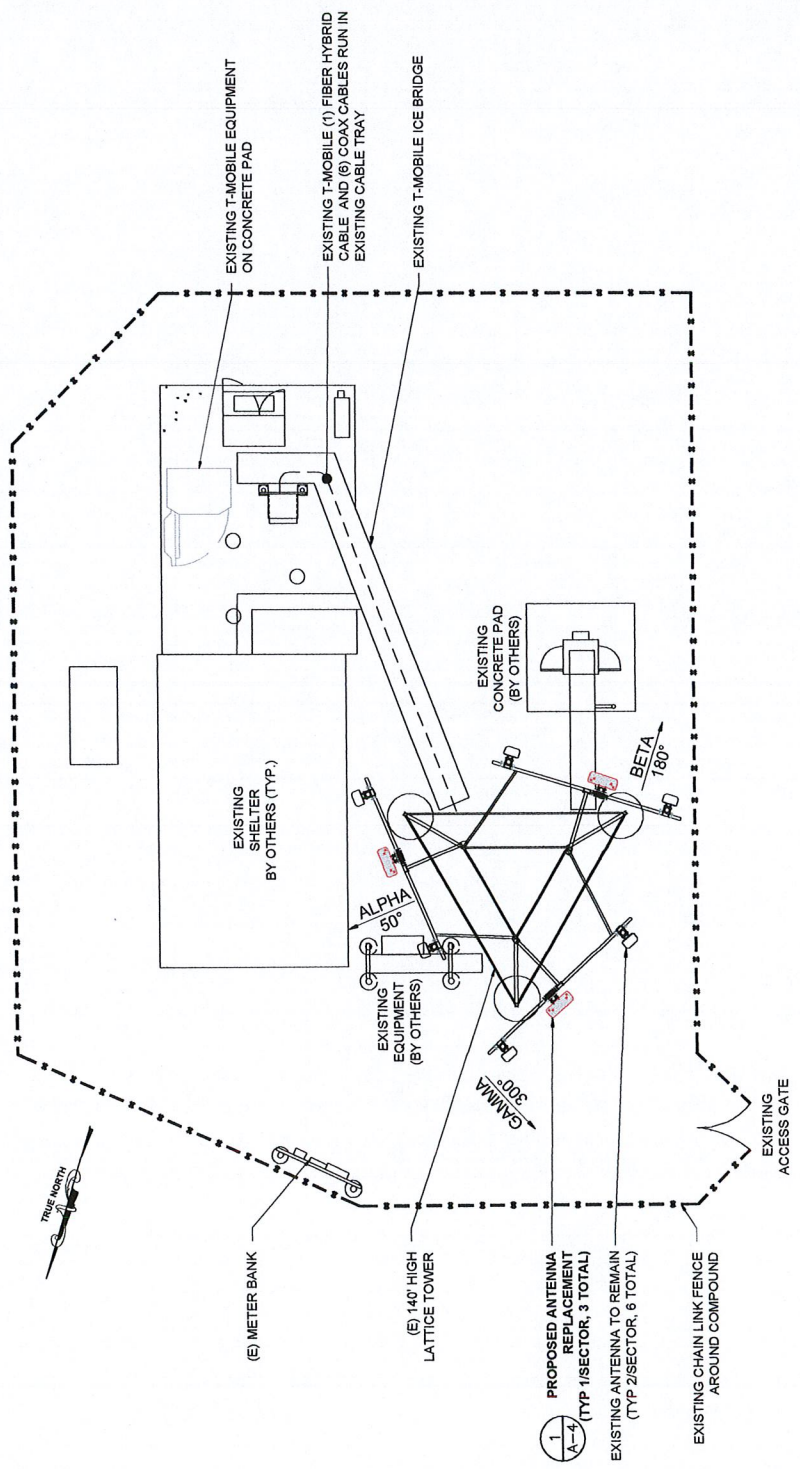 EXISTING T-MOBILE EQUIPMENT
ON CONCRETE PAD
EXISTING T-MOBILE (1) FIBER HYBRID
CABLE AND (6) COAX CABLES RUN IN
EXISTING CABLE TRAY
EXISTING T-MOBILE ICE BRIDGE
EXISTING
SHELTER
BY OTHERS (TYP.)
EXISTING
CONCRETE PAD
(BY OTHERS)
ALPHA
50°
BETA
180°
GAMMA
300°
EXISTING
EQUIPMENT
(BY OTHERS)
TRUE NORTH
EXISTING
ACCESS GATE
(E) METER BANK
(E) 140' HIGH
LATTICE TOWER
1
A-4
PROPOSED ANTENNA
REPLACEMENT
(TYP 1/SECTOR, 3 TOTAL)
EXISTING ANTENNA TO REMAIN
(TYP 2/SECTOR, 6 TOTAL)
EXISTING CHAIN LINK FENCE
AROUND COMPOUND